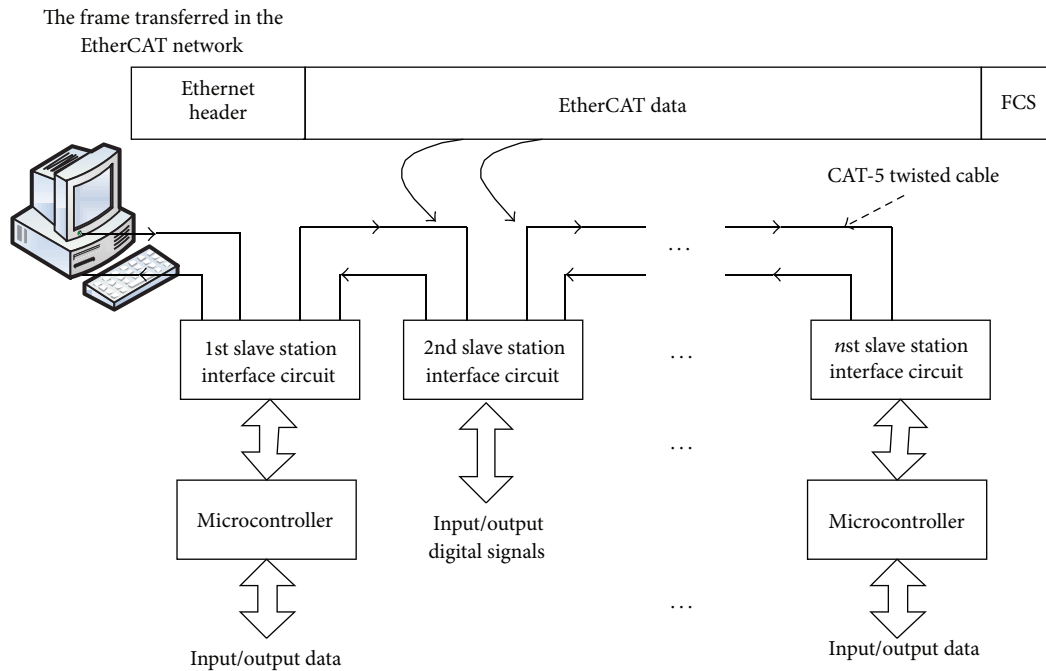 The frame transferred in the
EtherCAT network
Ethernet
header
EtherCAT data
FCS
CAT-5 twisted cable
...
1st slave station
interface circuit
2nd slave station
interface circuit
...
nst slave station
interface circuit
...
Microcontroller
Input/output
digital signals
Microcontroller
...
Input/output data
Input/output data